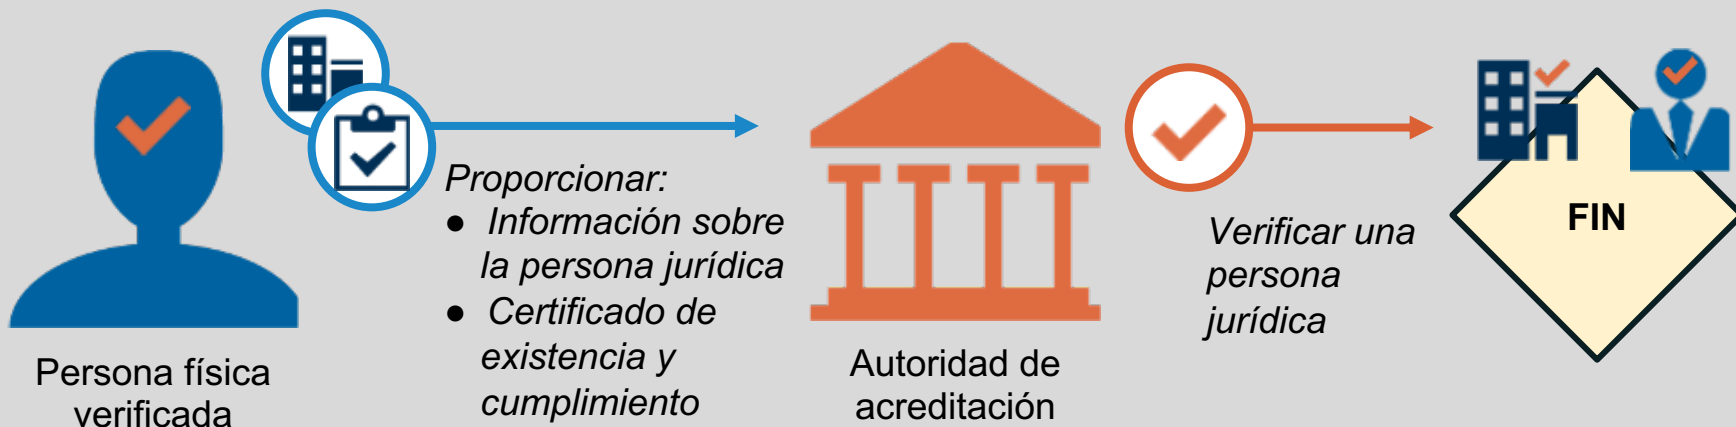 Persona física
verificada
Proporcionar:
● Información sobre
la persona jurídica
● Certificado de
existencia y
cumplimiento
Autoridad de
acreditación
Verificar una
persona
jurídica
FIN